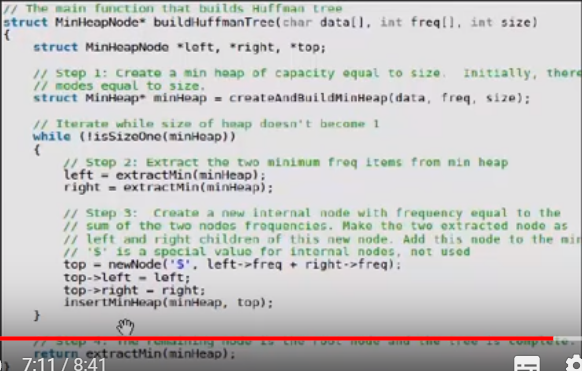 // The main function that builds Huffman tree
struct MinHeapNode* buildHuffmanTree(char data[], int freq[], int size)
{
struct MinHeapNode *left, *right, *top;
// Step 1: Create a min heap of capacity equal to size. Initially, there
// modes equal to size.
struct MinHeap* minHeap = createAndBuildMinHeap(data, freq, size);
// Iterate while size of heap doesn't become 1
while (!isSizeOne(minHeap))
{
// Step 2: Extract the two minimum freq items from min heap
left = extractMin(minHeap);
right = extractMin(minHeap);
// Step 3: Create a new internal node with frequency equal to the
// sum of the two nodes frequencies. Make the two extracted node as
// left and right children of this new node. Add this node to the min
// '$' is a special value for internal nodes, not used
top = newNode('$', left->freq + right->freq);
top->left = left;
top->right = right;
insertMinHeap(minHeap, top);
}
// Step 4: The remaining node is the root node and the tree is complete.
return extractMin(minHeap);
}
7:11 / 8:41